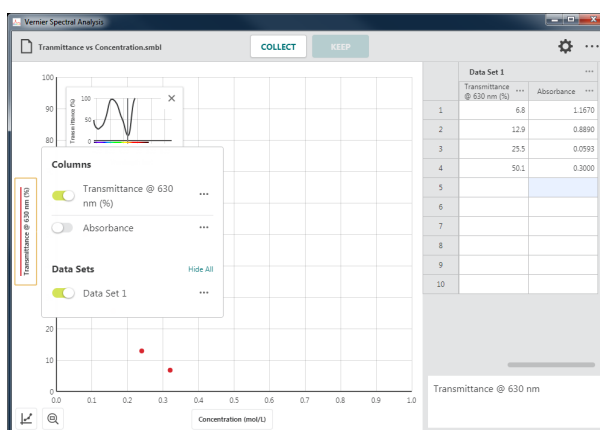 Vernier Spectral Analysis
Tranmittance vs Concentration.smbl
COLLECT
KEEP
100
90
80
20
10
0
0.0 0.1 0.2 0.3 0.4 0.5 0.6 0.7 0.8 0.9 1.0
Concentration (mol/L)
Transmittance @ 630 nm (%)
100
50
0
Columns
Transmittance @ 630
nm (%)
Absorbance
Data Sets Hide All
Data Set 1
Data Set 1
Transmittance
@ 630 nm (%)
Absorbance
1 6.8 1.1670
2 12.9 0.8890
3 25.5 0.0593
4 50.1 0.3000
5
6
7
8
9
10
Transmittance @ 630 nm